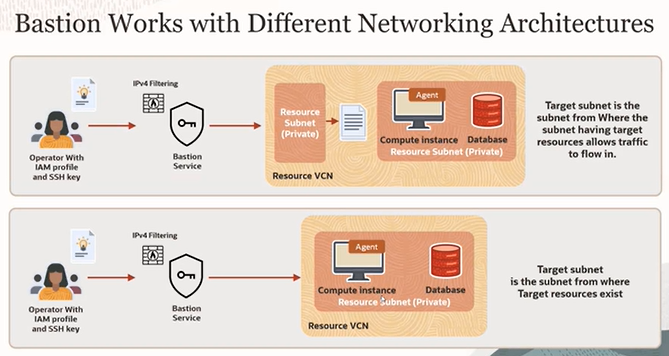 Bastion Works with Different Networking Architectures
IPv4 Filtering
Operator With
IAM profile
and SSH key
Bastion
Service
Resource
Subnet
(Private)
Agent
Compute instance
Database
Resource Subnet (Private)
Resource VCN
Target subnet is the
subnet from Where the
subnet having target
resources allows traffic
to flow in.
IPv4 Filtering
Operator With
IAM profile
and SSH key
Bastion
Service
Agent
Compute instance
Database
Resource Subnet (Private)
Resource VCN
Target subnet
is the subnet from where
Target resources exist